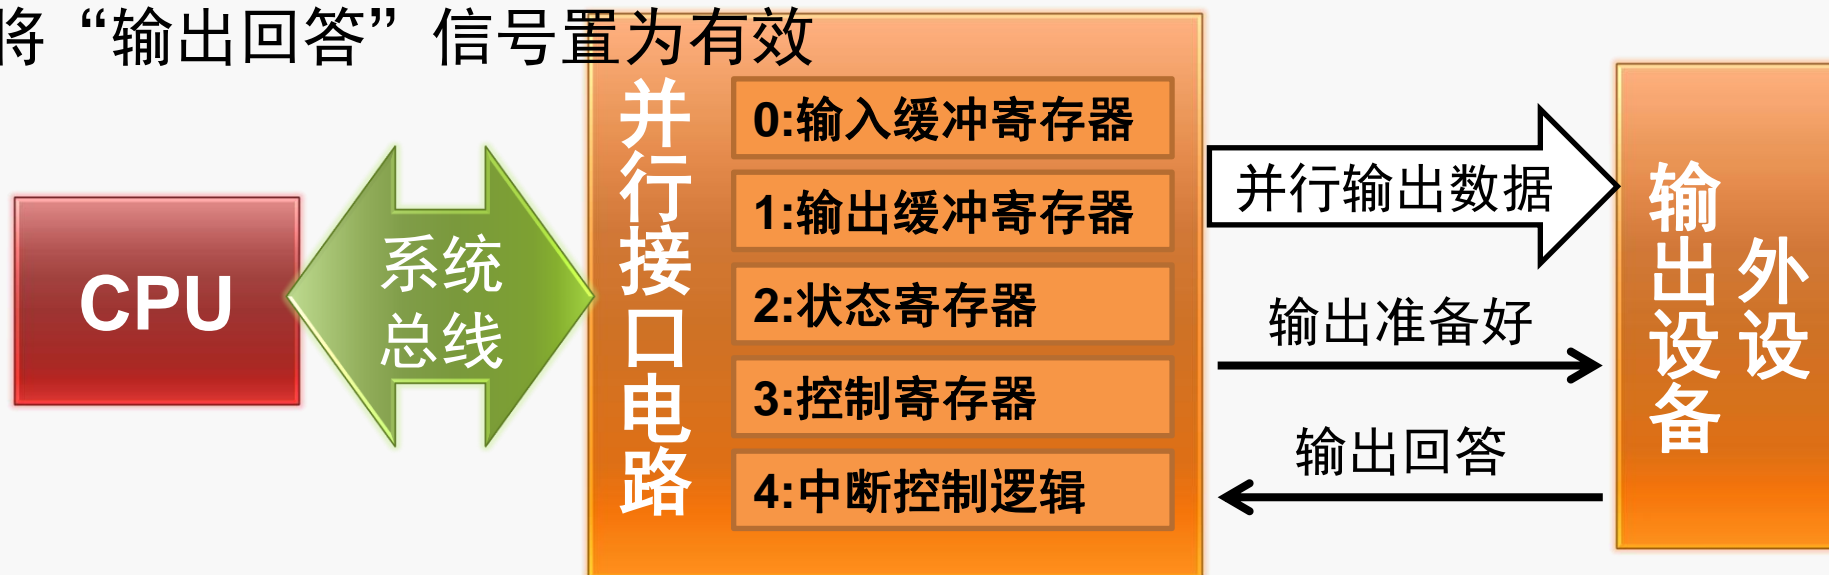 将“输出回答”信号置为有效
CPU
系统
总线
并行接口电路
0:输入缓冲寄存器
1:输出缓冲寄存器
2:状态寄存器
3:控制寄存器
4:中断控制逻辑
并行输出数据
输出准备好
输出回答
输出设备
外设